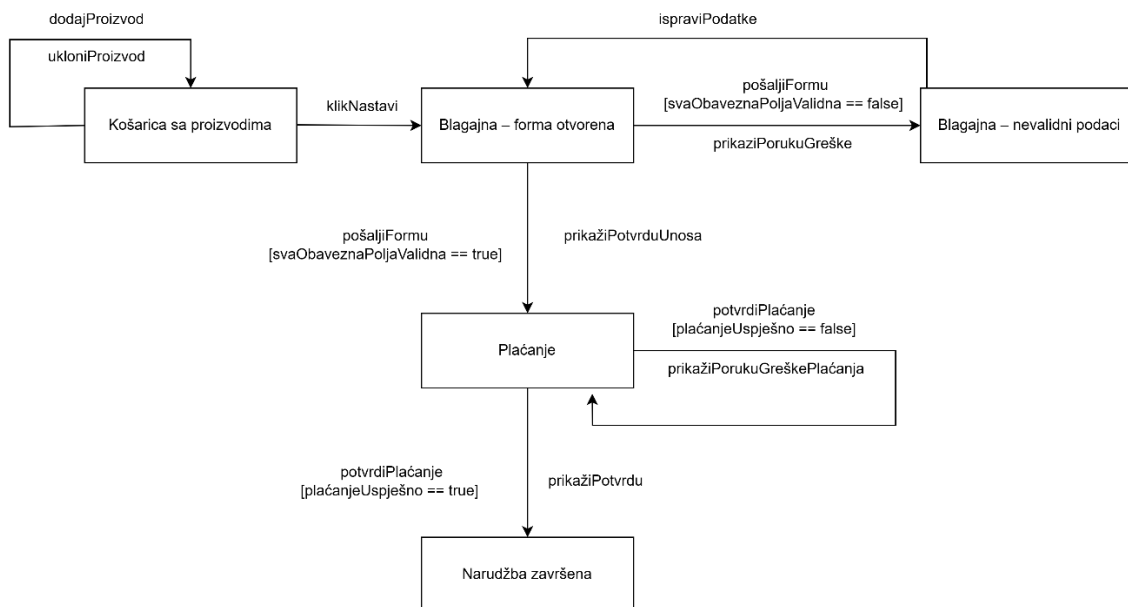 dodajProizvod
ukloniProizvod
ispraviPodatke
Košarica sa proizvodima
klikNastavi
Blagajna – forma otvorena
pošaljiFormu
[svaObaveznaPoljaValidna == false]
prikaziPorukuGreške
Blagajna – nevalidni podaci
pošaljiFormu
[svaObaveznaPoljaValidna == true]
prikažiPotvrduUnosa
Plaćanje
potvrdiPlaćanje
[plaćanjeUspješno == false]
prikažiPorukuGreškePlaćanja
potvrdiPlaćanje
[plaćanjeUspješno == true]
prikažiPotvrdu
Narudžba završena